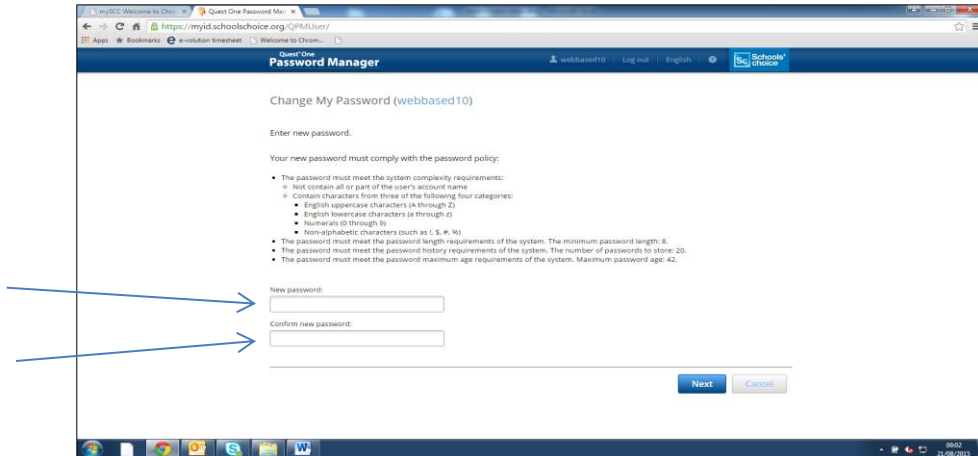 mySCC Welcome to Chro
Quest One Password Man
https://myid.schoolschoice.org/QPMUser/
Apps
Bookmarks
e-volution timesheet
Welcome to Chrom...
Quest One
Password Manager
webbased10
Log out
English
Sc Schools' choice
Change My Password (webbased10)
Enter new password.
Your new password must comply with the password policy:
The password must meet the system complexity requirements:
Not contain all or part of the user's account name
Contain characters from three of the following four categories:
English uppercase characters (A through Z)
English lowercase characters (a through z)
Numerals (0 through 9)
Non-alphabetic characters (such as !, $, #, %)
The password must meet the password length requirements of the system. The minimum password length: 8.
The password must meet the password history requirements of the system. The number of passwords to store: 20.
The password must meet the password maximum age requirements of the system. Maximum password age: 42.
New password:
Confirm new password:
Next
Cancel
09:02
21/08/2015